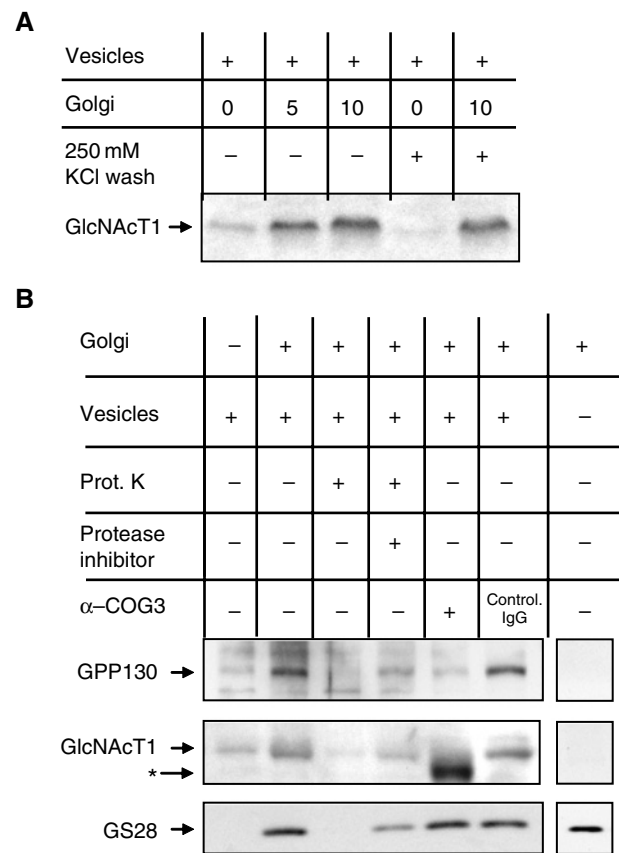 A
Vesicles + + + + +
Golgi 0 5 10 0 10
250 mM – – – + +
KCl wash
GlcNAcT1
B
Golgi – + + + + + +
Vesicles + + + + + + –
Prot. K – – + + – – –
Protease
inhibitor – – – + – – –
α–COG3 – – – – + Control. IgG –
GPP130
GlcNAcT1
*
GS28